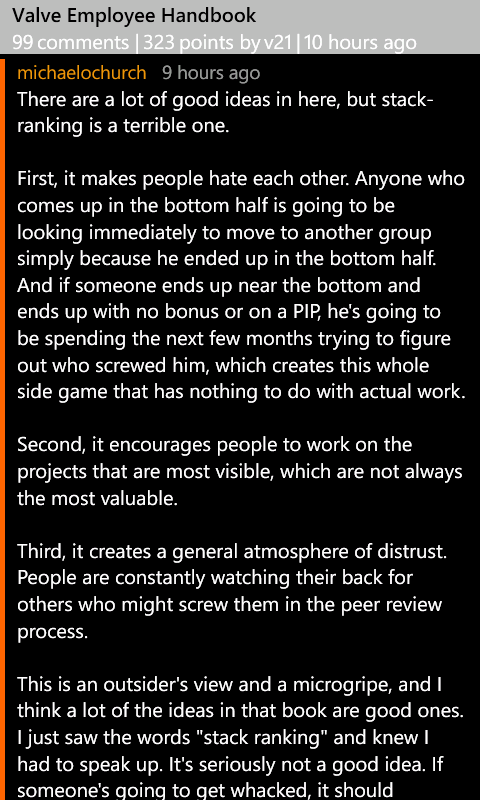 Valve Employee Handbook
99 comments | 323 points by v21 | 10 hours ago
michaelochurch 9 hours ago
There are a lot of good ideas in here, but stack-
ranking is a terrible one.
First, it makes people hate each other. Anyone who
comes up in the bottom half is going to be
looking immediately to move to another group
simply because he ended up in the bottom half.
And if someone ends up near the bottom and
ends up with no bonus or on a PIP, he's going to
be spending the next few months trying to figure
out who screwed him, which creates this whole
side game that has nothing to do with actual work.
Second, it encourages people to work on the
projects that are most visible, which are not always
the most valuable.
Third, it creates a general atmosphere of distrust.
People are constantly watching their back for
others who might screw them in the peer review
process.
This is an outsider's view and a microgripe, and I
think a lot of the ideas in that book are good ones.
I just saw the words "stack ranking" and knew I
had to speak up. It's seriously not a good idea. If
someone's going to get whacked, it should